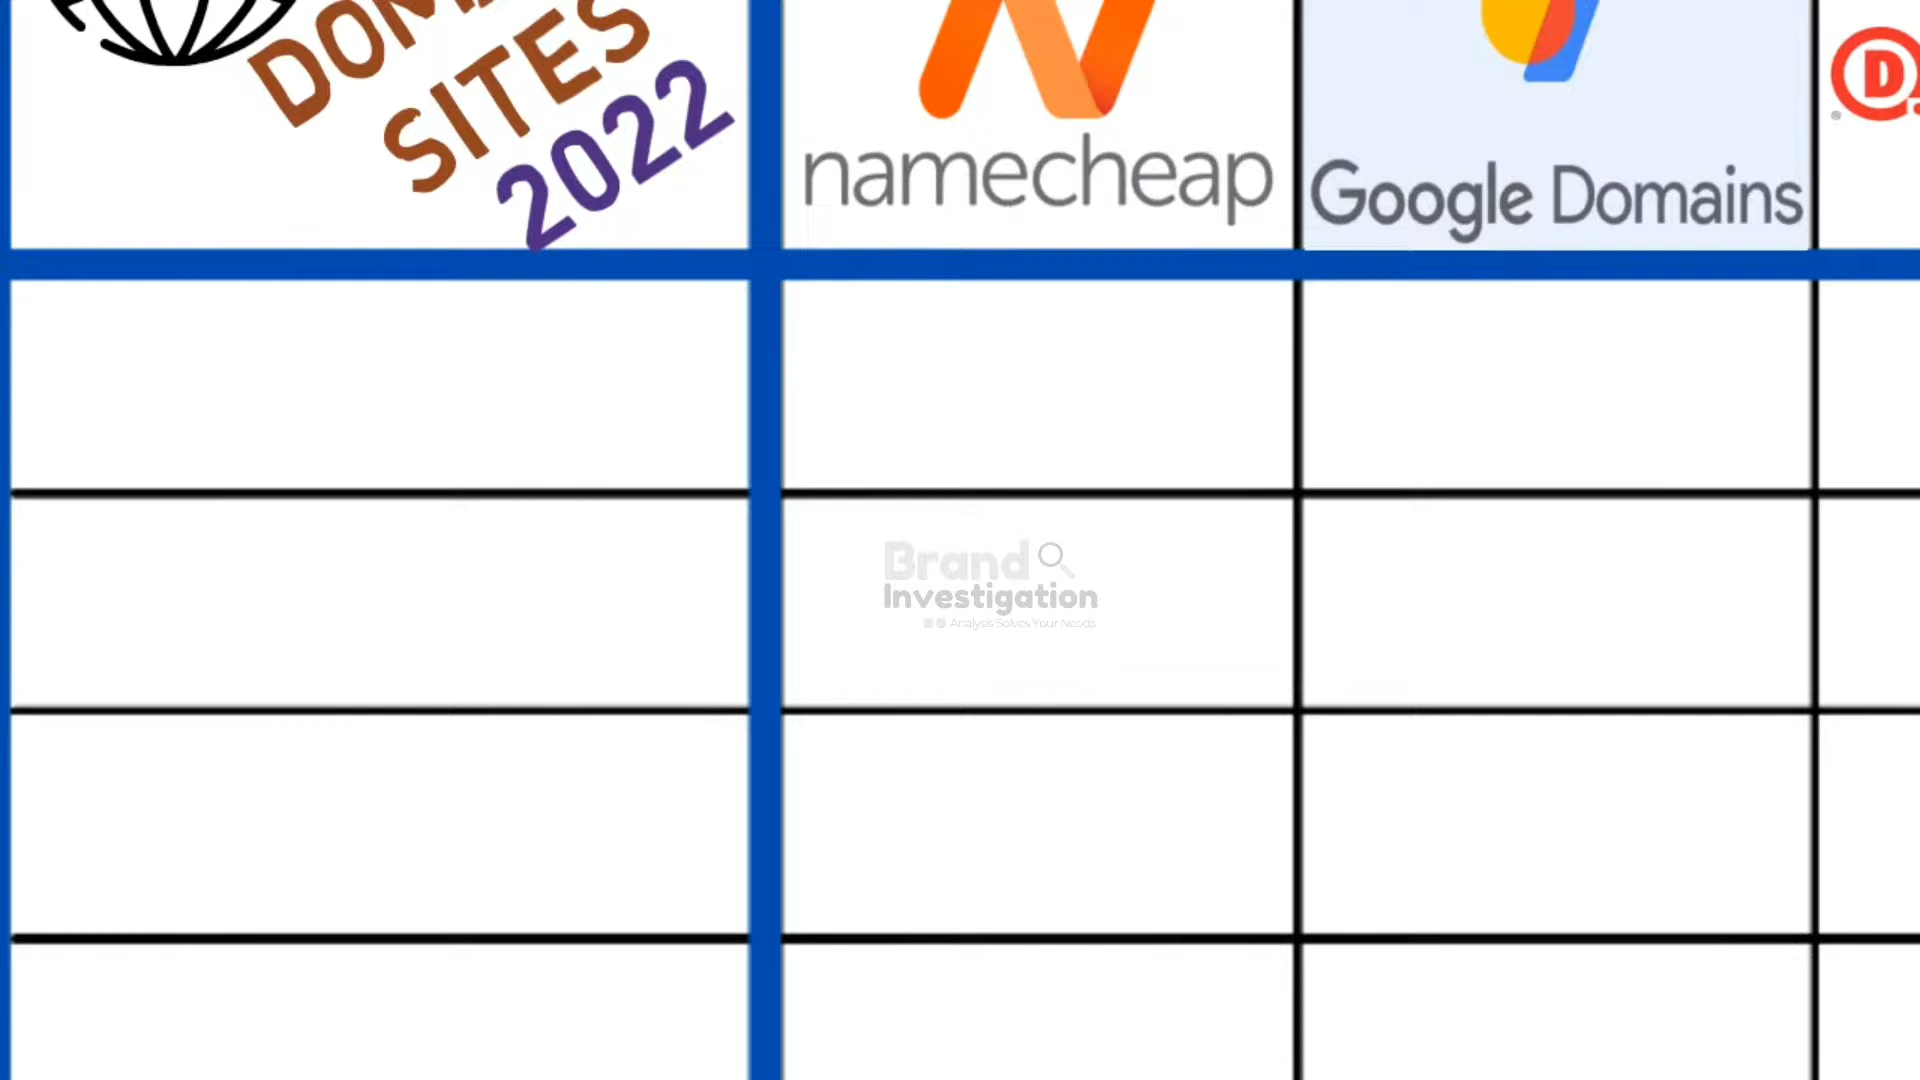 SITES
2022
namecheap
Google Domains
D
Brand
Investigation
Analysis Solves Your Needs